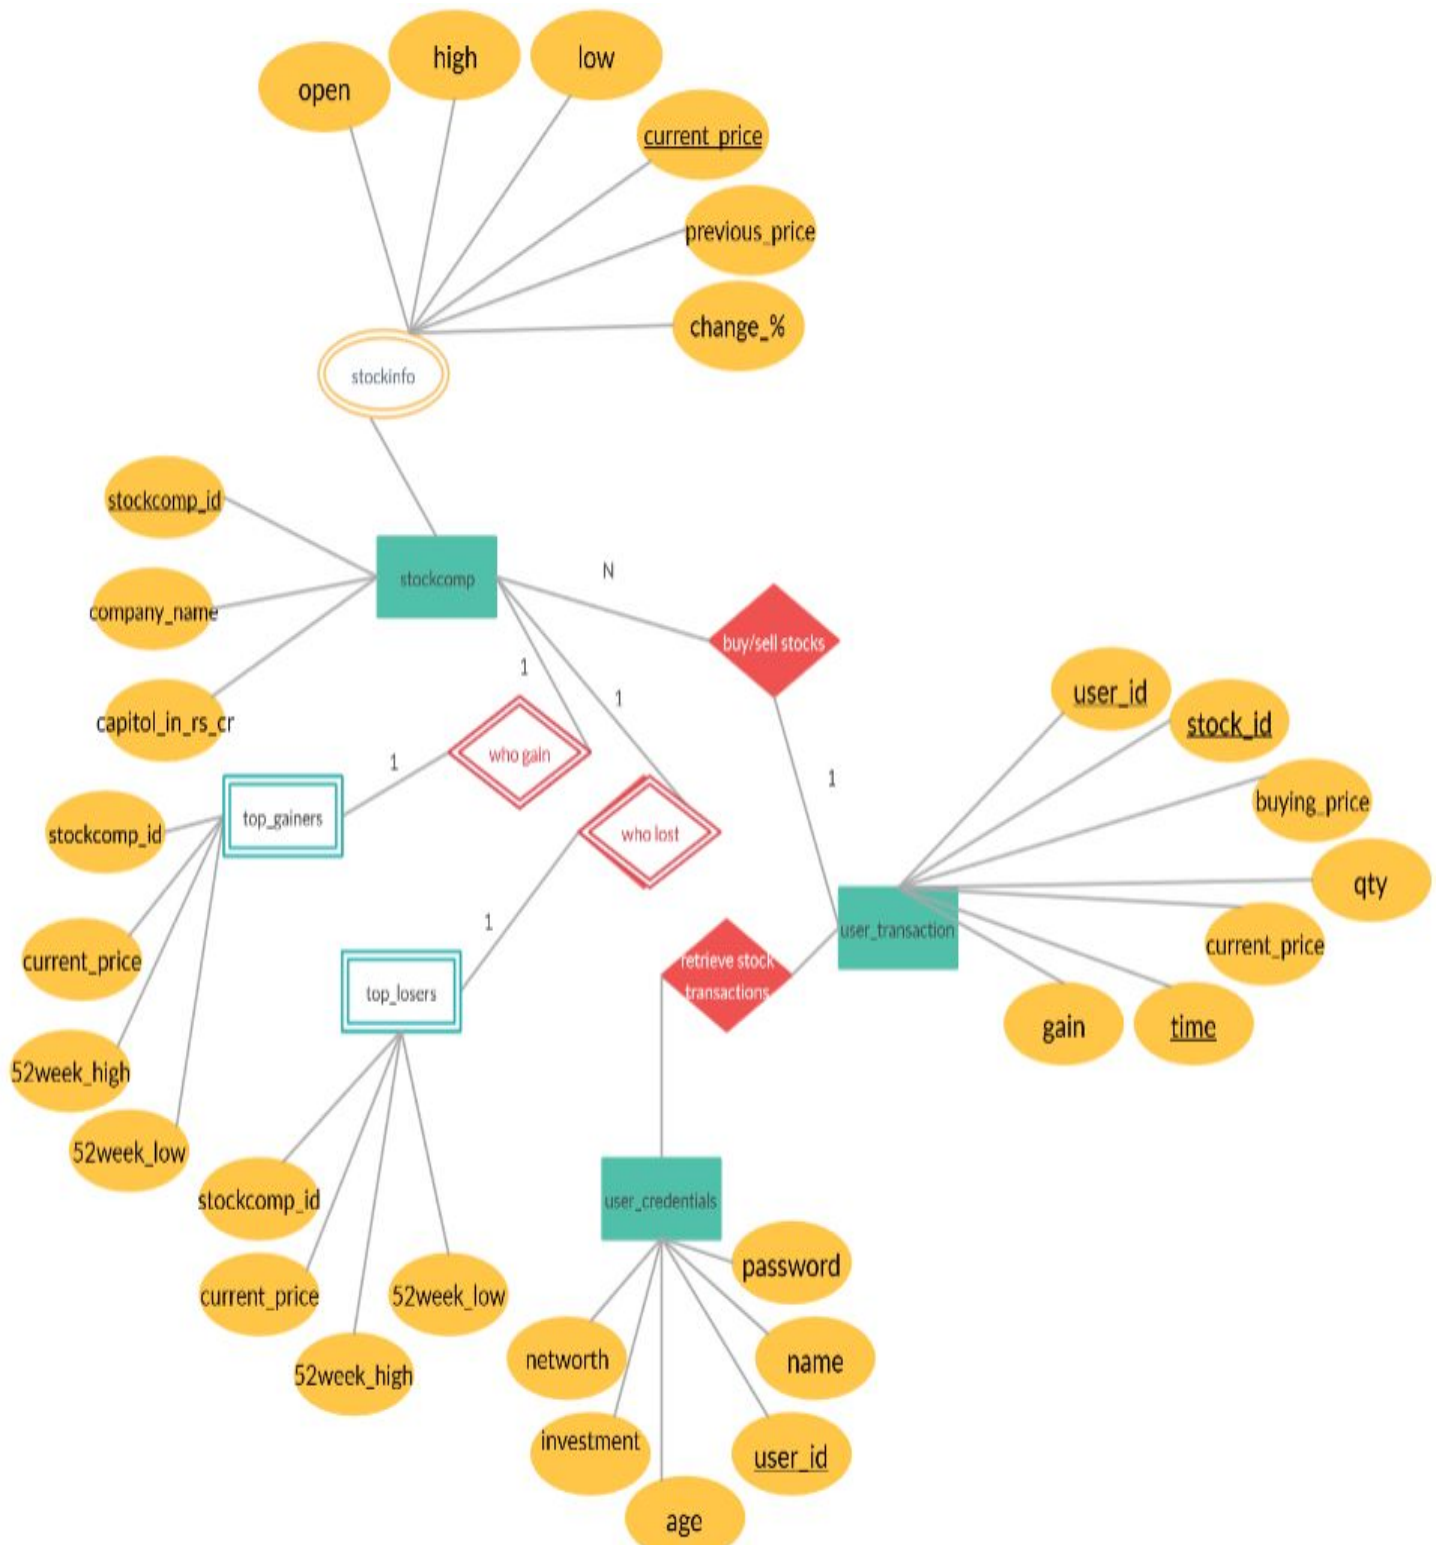 high
low
open
current_price
previous_price
change_%
stockinfo
stockcomp_id
company_name
capitol_in_rs_cr
stockcomp
N
buy/sell stocks
1
1
1
who gain
1
who lost
1
top_gainers
stockcomp_id
current_price
52week_high
52week_low
1
top_losers
stockcomp_id
current_price
52week_high
52week_low
user_id
stock_id
buying_price
qty
current_price
time
gain
user_transaction
retrieve stock
transactions
user_credentials
password
name
user_id
age
investment
networth